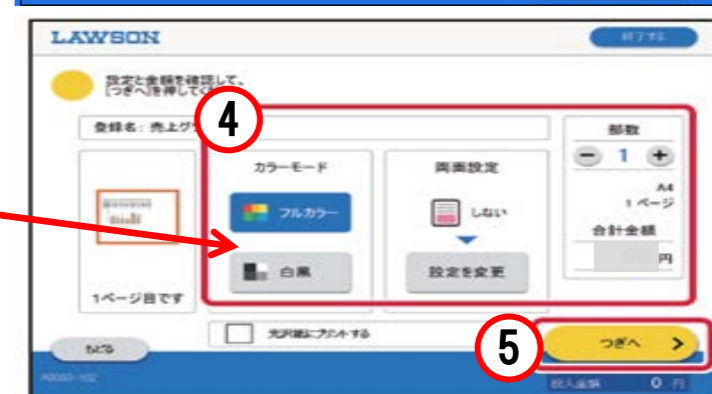 LAWSON
終了する
設定と金額を確認して、
[つぎへ]を押してく
登録名: 売上グ
4
部数
1
A4
1 ページ
合計金額
円
カラーモード
フルカラー
白黒
両面設定
しない
設定を変更
1ページ目です
光沢紙にプリントする
もどる
5
つぎへ
投入金額 0 円